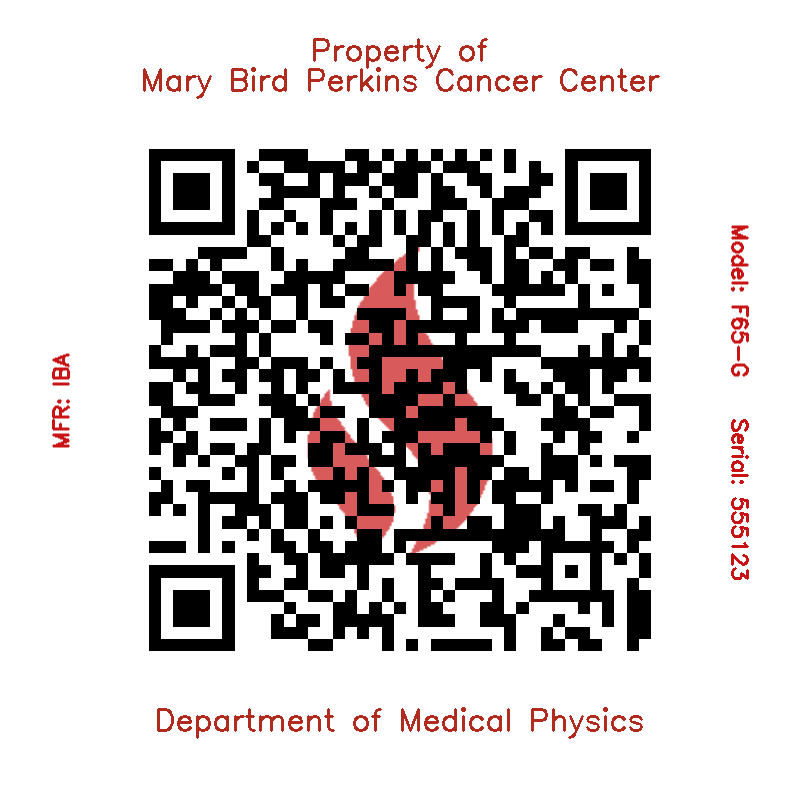 Property of
Mary Bird Perkins Cancer Center
MFR: IBA
Model: F65-G Serial: 555123
Department of Medical Physics